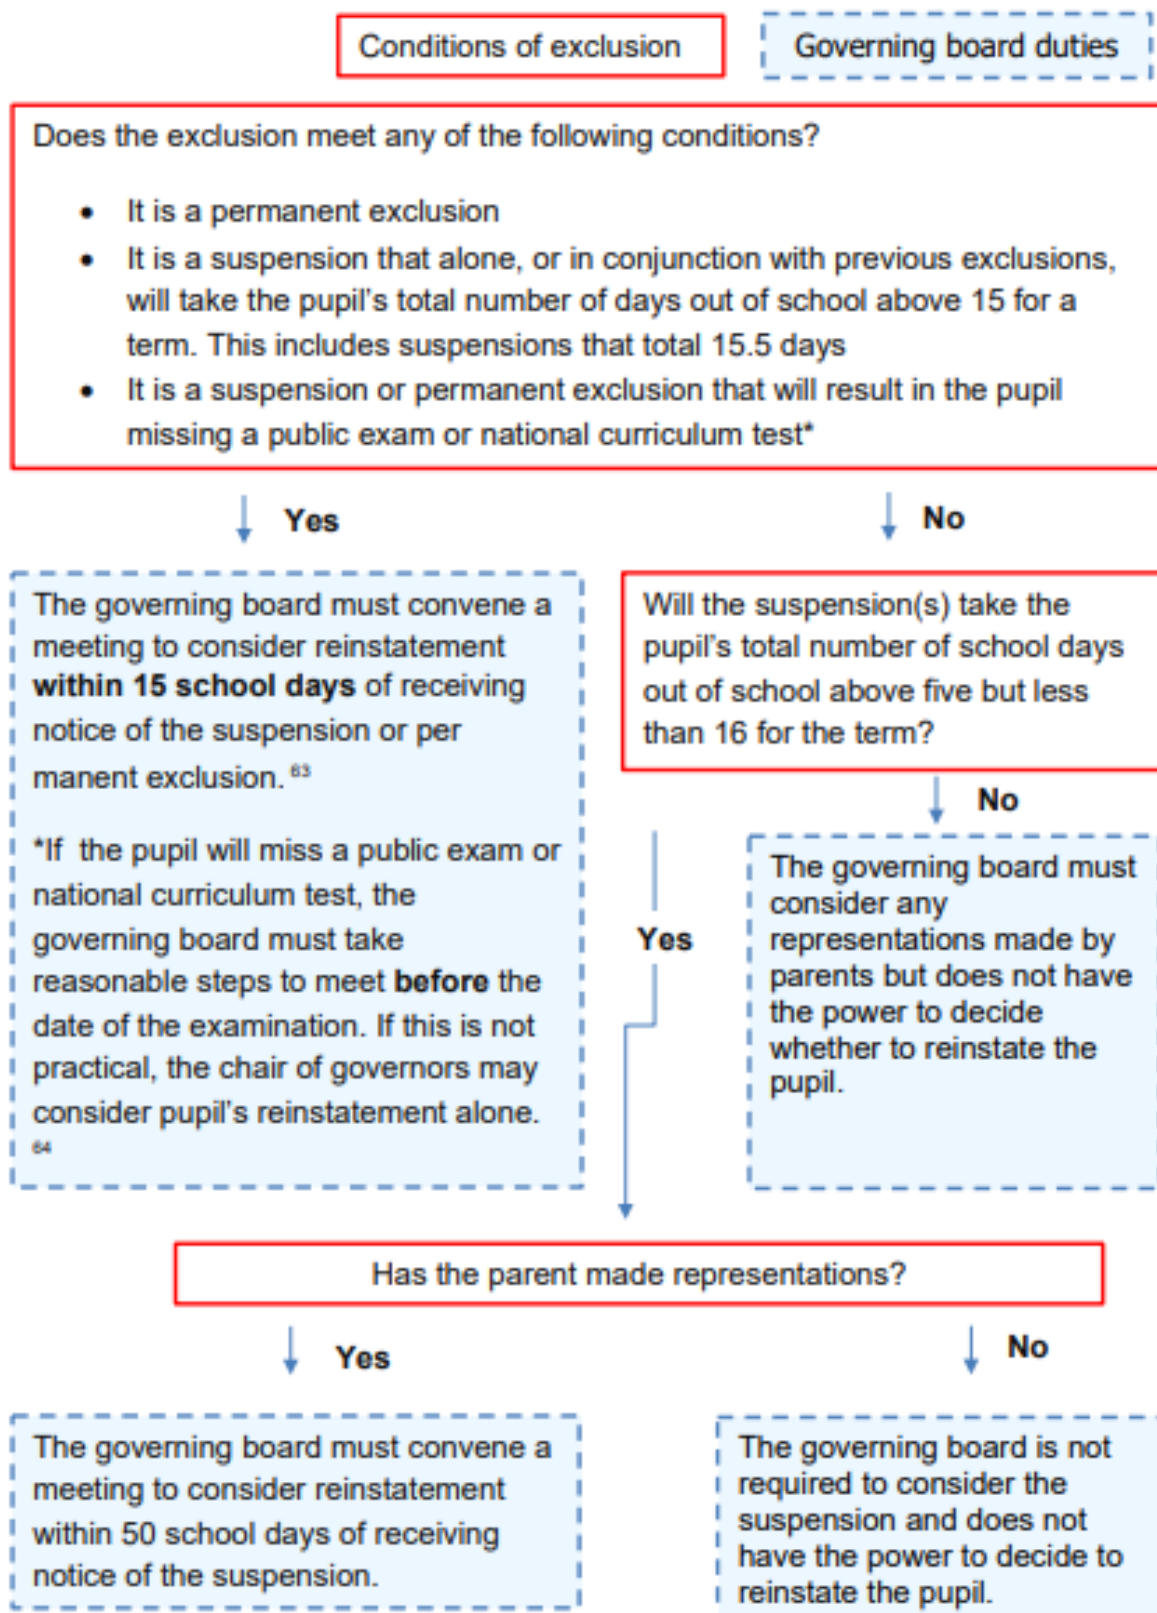 Conditions of exclusion
Governing board duties
Does the exclusion meet any of the following conditions?
• It is a permanent exclusion
• It is a suspension that alone, or in conjunction with previous exclusions,
will take the pupil's total number of days out of school above 15 for a
term. This includes suspensions that total 15.5 days
• It is a suspension or permanent exclusion that will result in the pupil
missing a public exam or national curriculum test*
Yes
No
The governing board must convene a
meeting to consider reinstatement
within 15 school days of receiving
notice of the suspension or per
manent exclusion. 63
*If the pupil will miss a public exam or
national curriculum test, the
governing board must take
reasonable steps to meet before the
date of the examination. If this is not
practical, the chair of governors may
consider pupil's reinstatement alone.
64
Will the suspension(s) take the
pupil's total number of school days
out of school above five but less
than 16 for the term?
No
Yes
The governing board must
consider any
representations made by
parents but does not have
the power to decide
whether to reinstate the
pupil.
Has the parent made representations?
Yes
No
The governing board must convene a
meeting to consider reinstatement
within 50 school days of receiving
notice of the suspension.
The governing board is not
required to consider the
suspension and does not
have the power to decide to
reinstate the pupil.